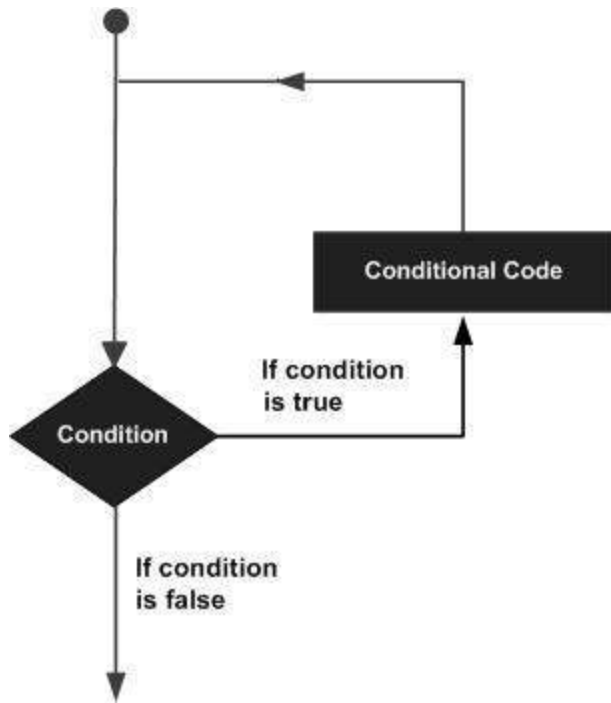 Conditional Code
If condition
is true
Condition
If condition
is false